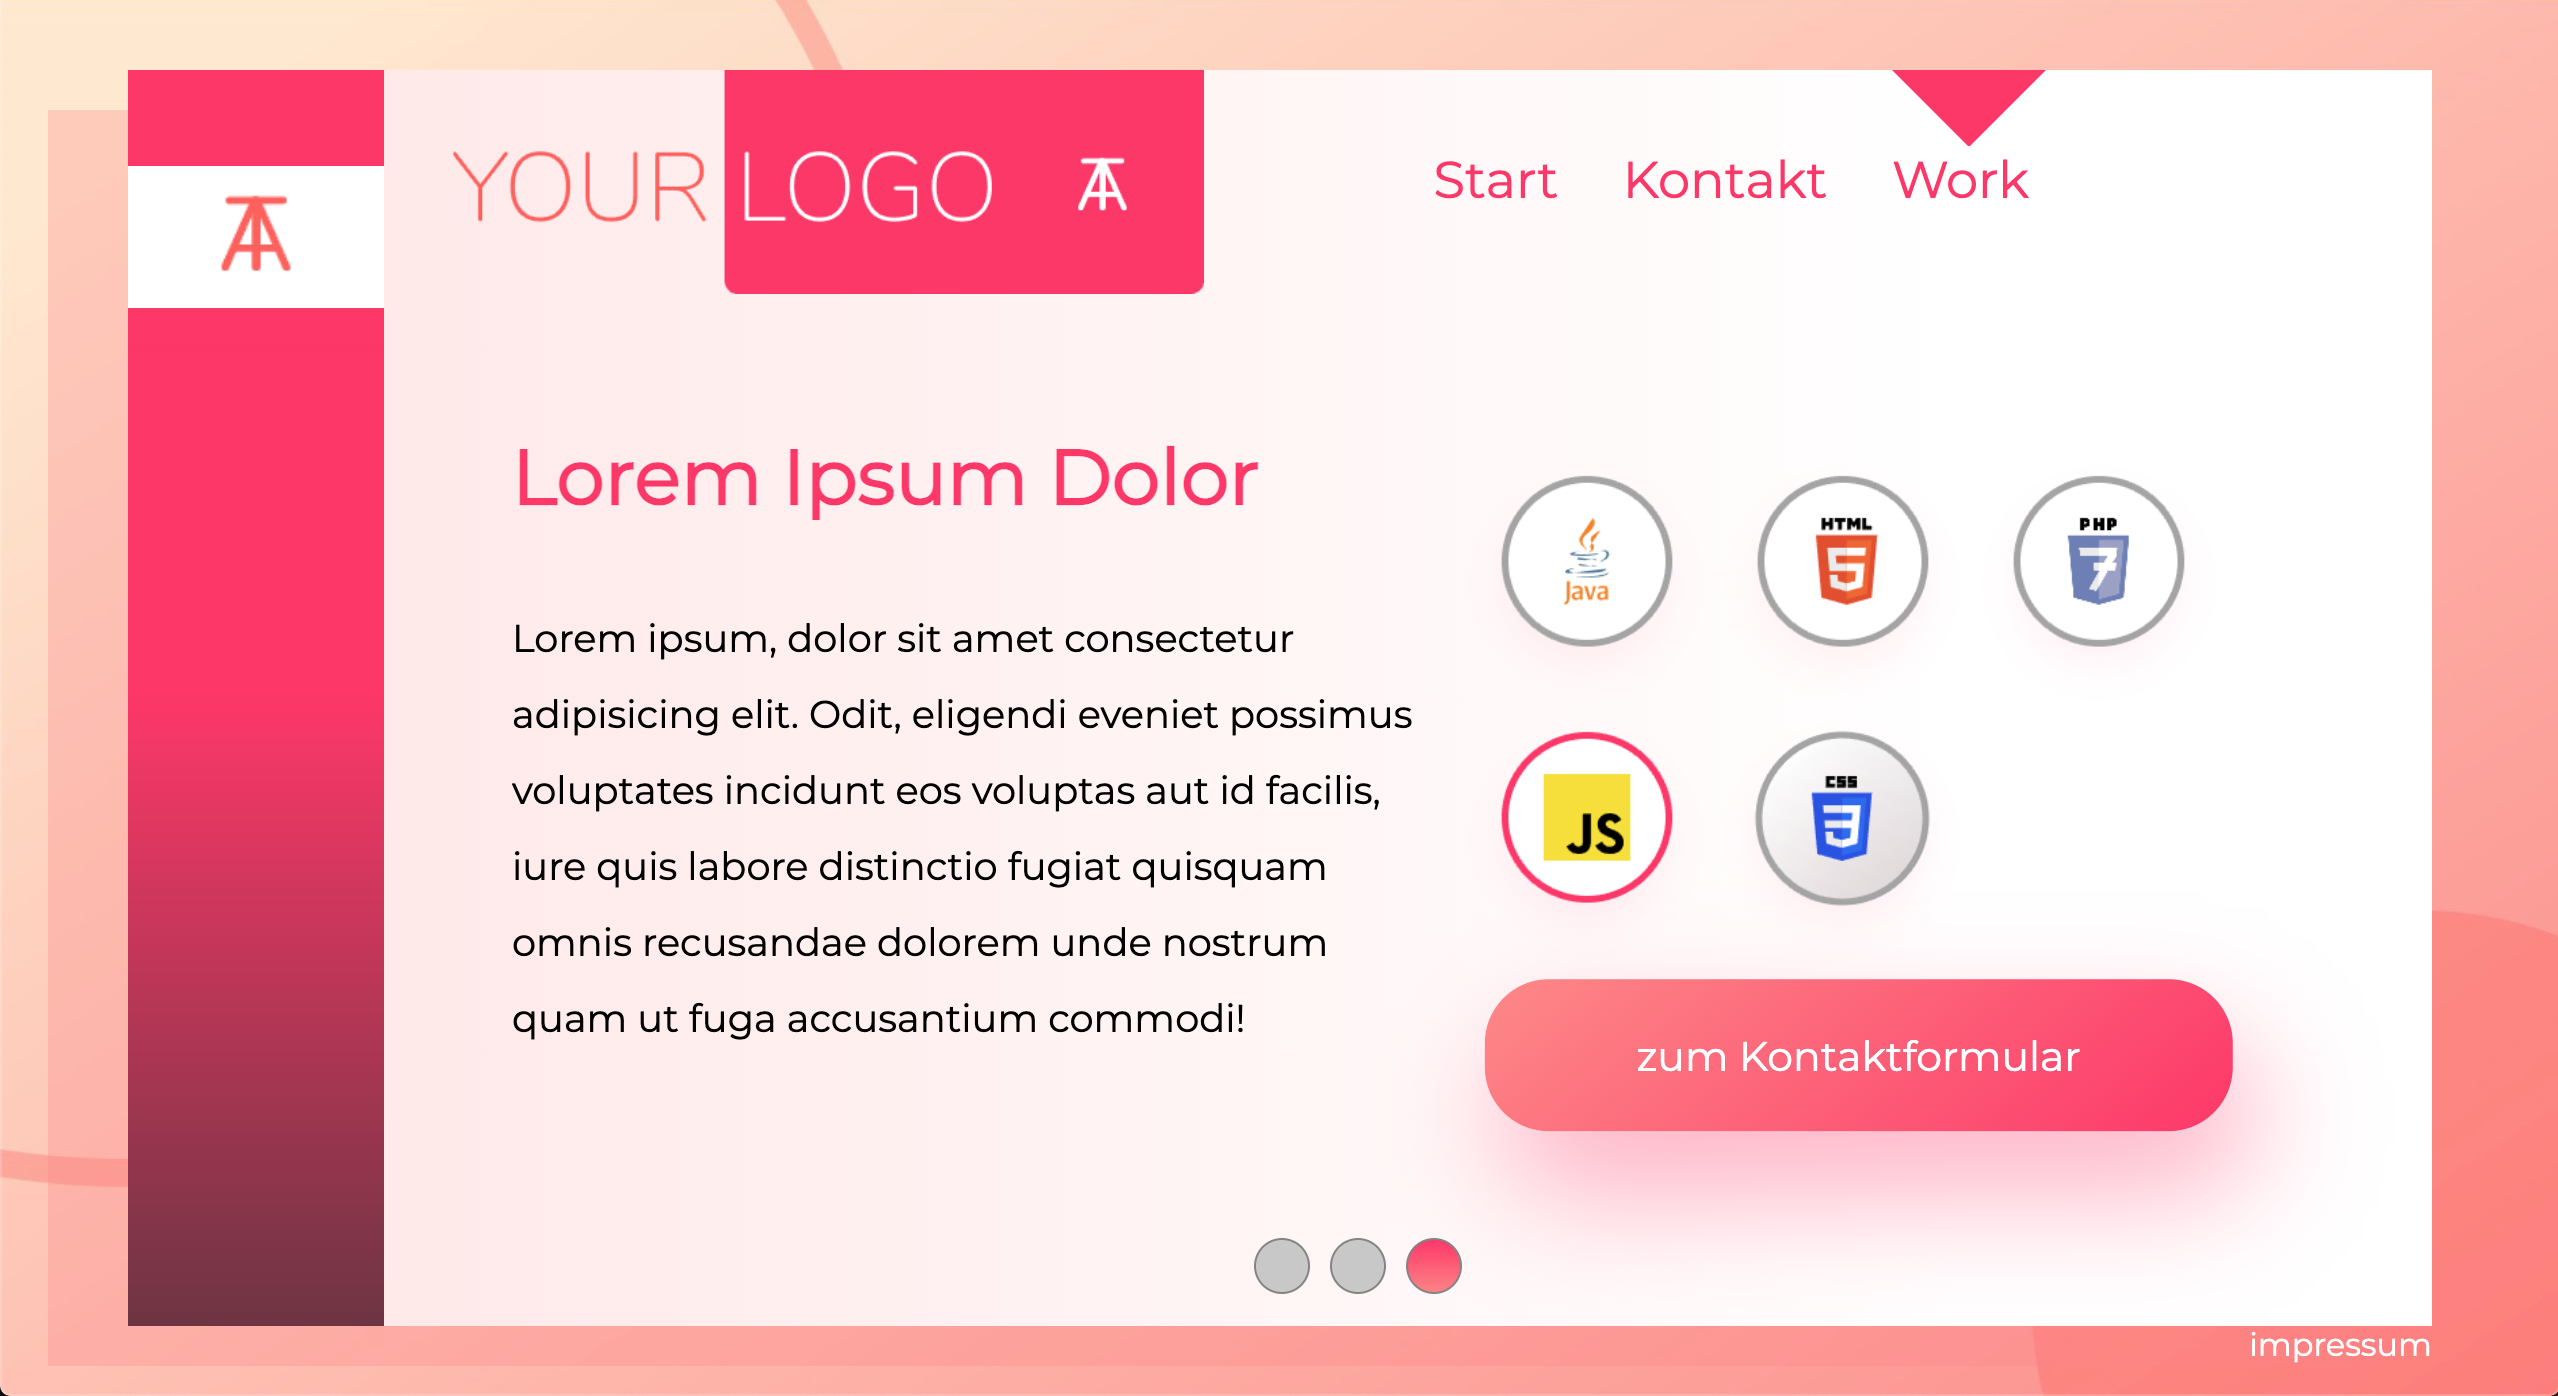 YOUR LOGO
Start Kontakt Work
Lorem Ipsum Dolor
Lorem ipsum, dolor sit amet consectetur
adipisicing elit. Odit, eligendi eveniet possimus
voluptates incidunt eos voluptas aut id facilis,
iure quis labore distinctio fugiat quisquam
omnis recusandae dolorem unde nostrum
quam ut fuga accusantium commodi!
Java
HTML
5
PHP
7
JS
CSS
3
zum Kontaktformular
impressum